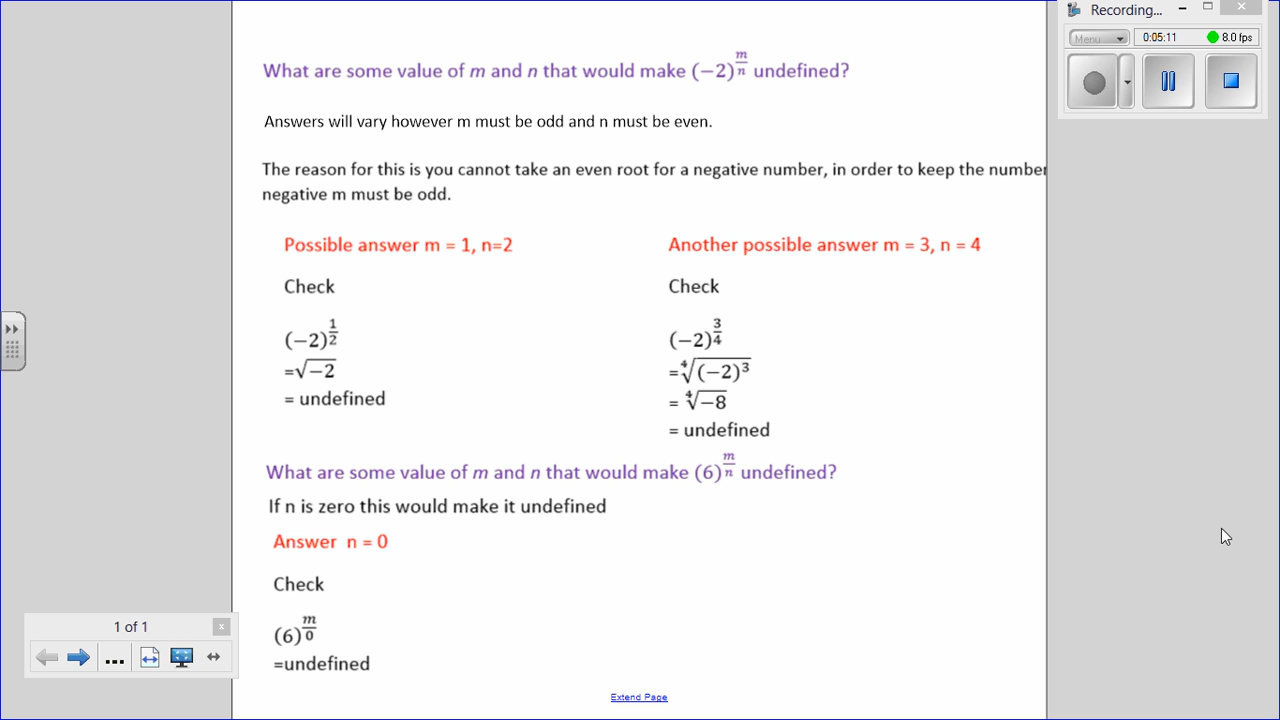 Recording...
Menu
0:05:11
8.0 fps
What are some value of m and n that would make (−2)^(m/n) undefined?
Answers will vary however m must be odd and n must be even.
The reason for this is you cannot take an even root for a negative number, in order to keep the number
negative m must be odd.
Possible answer m = 1, n=2
Check
(−2)^(1/2)
=√−2
= undefined
Another possible answer m = 3, n = 4
Check
(−2)^(3/4)
=∜(−2)³
= ∜−8
= undefined
What are some value of m and n that would make (6)^(m/n) undefined?
If n is zero this would make it undefined
Answer n = 0
Check
(6)^(m/0)
=undefined
1 of 1
...
Extend Page